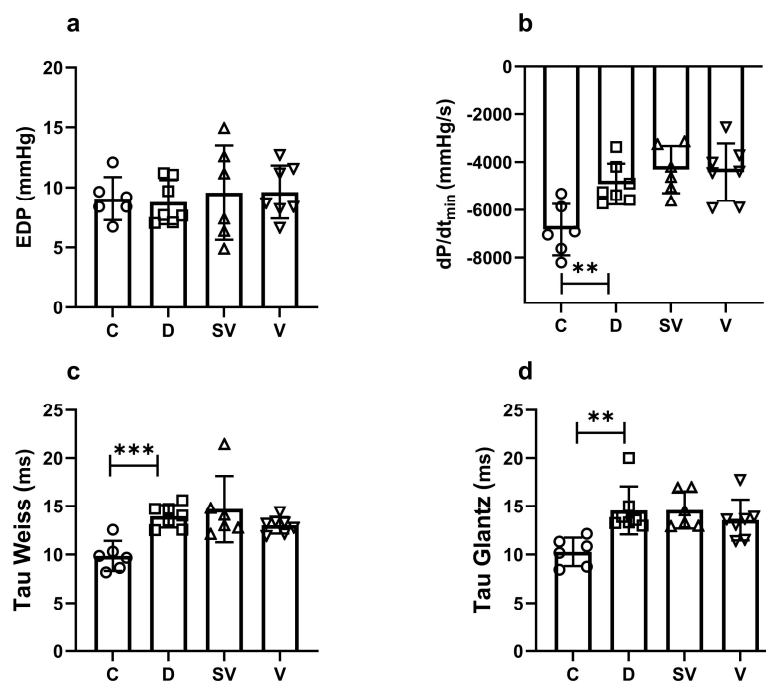 a
EDP (mmHg)
20
15
10
5
0
C D SV V
b
dP/dtmin (mmHg/s)
0
-2000
-4000
-6000
-8000
**
C D SV V
c
Tau Weiss (ms)
25
20
15
10
5
0
***
C D SV V
d
Tau Glantz (ms)
25
20
15
10
5
0
**
C D SV V